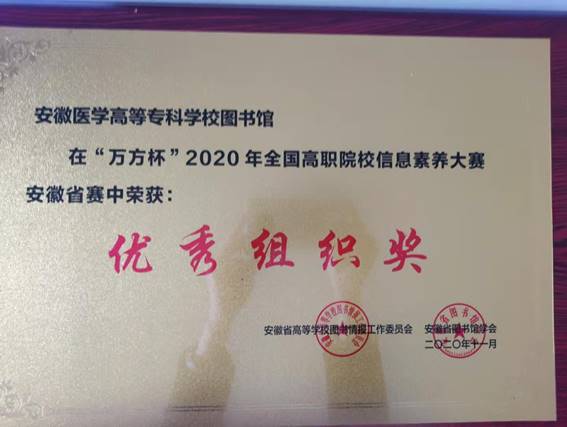 安徽医学高等专科学校图书馆
在“万方杯”2020年全国高职院校信息素养大赛
安徽省赛中荣获：
优秀组织奖
安徽省高等学校图书情报工作委员会 安徽省图书馆学会
二〇二〇年十一月